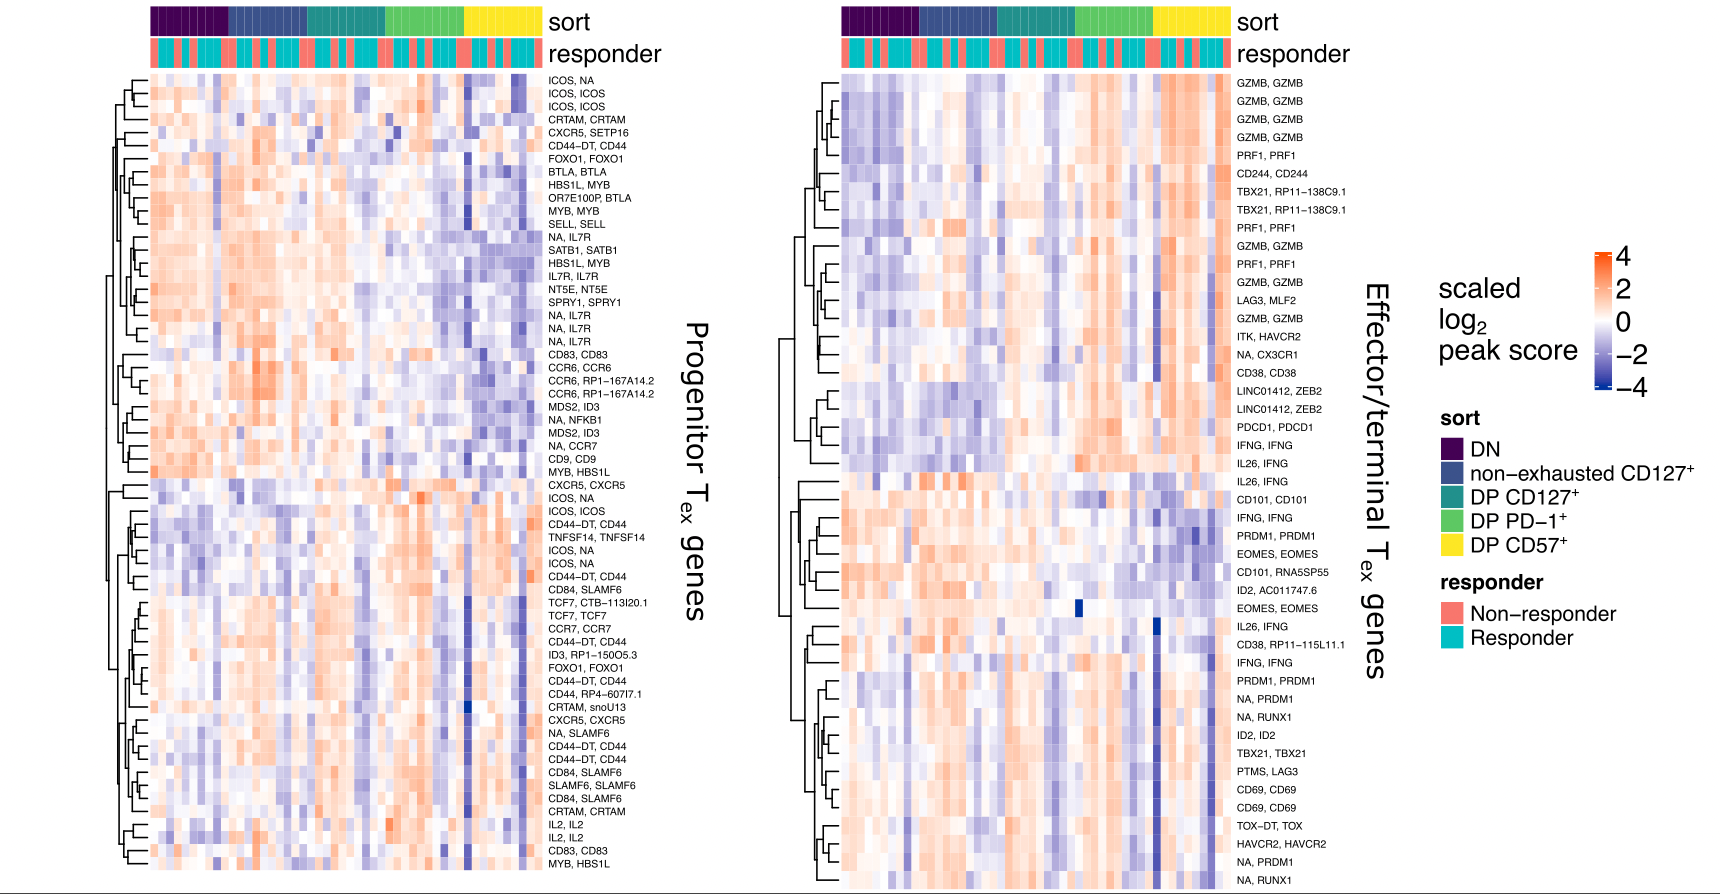 sort
responder
ICOS, NA
ICOS, ICOS
ICOS, ICOS
CRTAM, CRTAM
CXCR5, SETP16
CD44−DT, CD44
FOXO1, FOXO1
BTLA, BTLA
HBS1L, MYB
OR7E100P, BTLA
MYB, MYB
SELL, SELL
NA, IL7R
SATB1, SATB1
HBS1L, MYB
IL7R, IL7R
NT5E, NT5E
SPRY1, SPRY1
NA, IL7R
NA, IL7R
NA, IL7R
CD83, CD83
CCR6, CCR6
CCR6, RP1−167A14.2
CCR6, RP1−167A14.2
MDS2, ID3
NA, NFKB1
MDS2, ID3
NA, CCR7
CD9, CD9
MYB, HBS1L
CXCR5, CXCR5
ICOS, NA
ICOS, ICOS
CD44−DT, CD44
TNFSF14, TNFSF14
ICOS, NA
ICOS, NA
CD44−DT, CD44
CD84, SLAMF6
TCF7, CTB−113I20.1
TCF7, TCF7
CCR7, CCR7
CD44−DT, CD44
ID3, RP1−150O5.3
FOXO1, FOXO1
CD44−DT, CD44
CD44, RP4−607I7.1
CRTAM, snoU13
CXCR5, CXCR5
NA, SLAMF6
CD44−DT, CD44
CD44−DT, CD44
CD84, SLAMF6
SLAMF6, SLAMF6
CD84, SLAMF6
CRTAM, CRTAM
IL2, IL2
IL2, IL2
CD83, CD83
MYB, HBS1L
Progenitor Tex genes
sort
responder
GZMB, GZMB
GZMB, GZMB
GZMB, GZMB
GZMB, GZMB
PRF1, PRF1
CD244, CD244
TBX21, RP11−138C9.1
TBX21, RP11−138C9.1
PRF1, PRF1
GZMB, GZMB
PRF1, PRF1
GZMB, GZMB
LAG3, MLF2
GZMB, GZMB
ITK, HAVCR2
NA, CX3CR1
CD38, CD38
LINC01412, ZEB2
LINC01412, ZEB2
PDCD1, PDCD1
IFNG, IFNG
IL26, IFNG
IL26, IFNG
CD101, CD101
IFNG, IFNG
PRDM1, PRDM1
EOMES, EOMES
CD101, RNA5SP55
ID2, AC011747.6
EOMES, EOMES
IL26, IFNG
CD38, RP11−115L11.1
IFNG, IFNG
PRDM1, PRDM1
NA, PRDM1
NA, RUNX1
ID2, ID2
TBX21, TBX21
PTMS, LAG3
CD69, CD69
CD69, CD69
TOX−DT, TOX
HAVCR2, HAVCR2
NA, PRDM1
NA, RUNX1
Effector/terminal Tex genes
scaled
log2
peak score
4
2
0
−2
−4
sort
DN
non−exhausted CD127+
DP CD127+
DP PD−1+
DP CD57+
responder
Non−responder
Responder